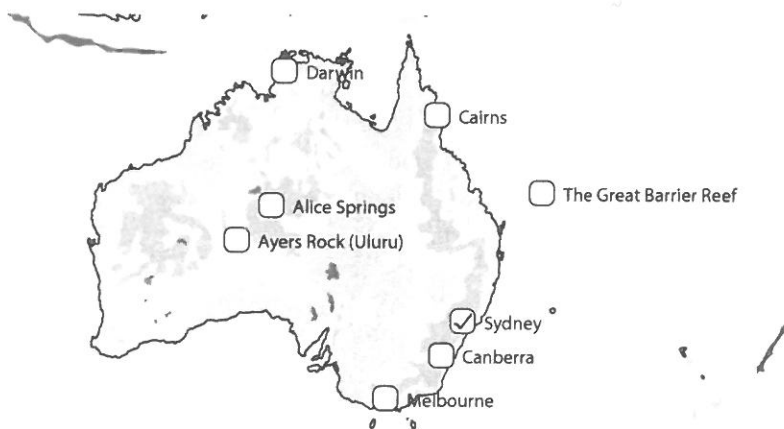 Darwin
Cairns
The Great Barrier Reef
Alice Springs
Ayers Rock (Uluru)
Sydney
Canberra
Melbourne